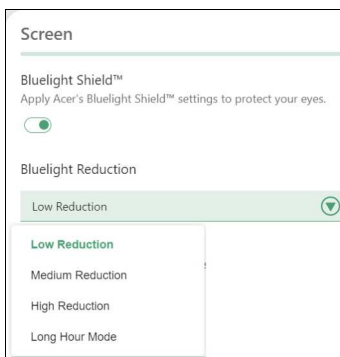 Screen
Bluelight Shield™
Apply Acer's Bluelight Shield™ settings to protect your eyes.
Bluelight Reduction
Low Reduction
Low Reduction
Medium Reduction
High Reduction
Long Hour Mode